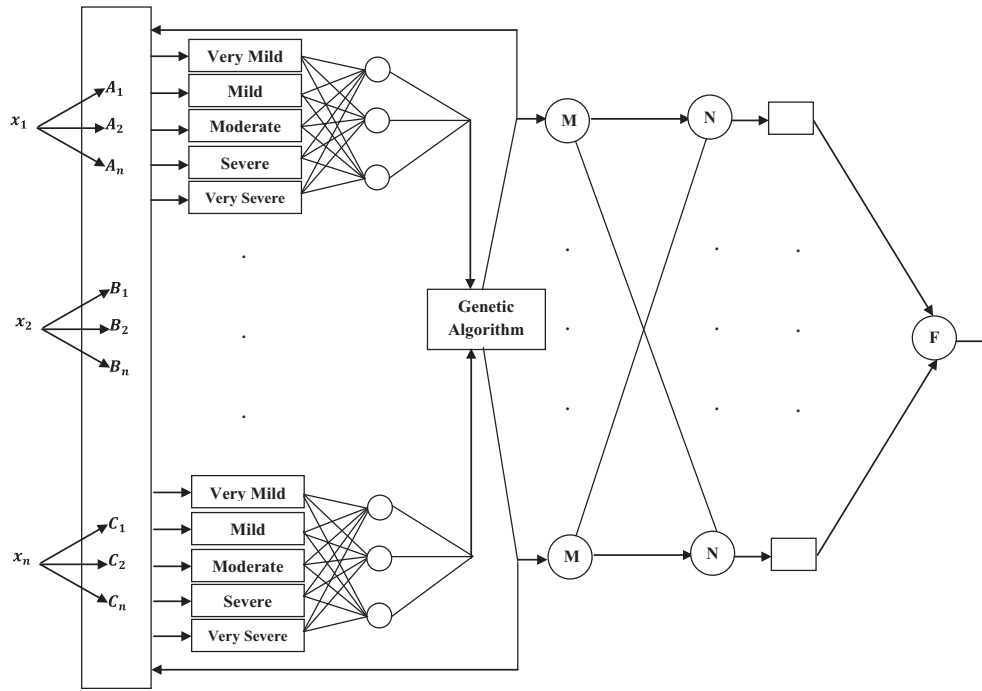 x₁
A₁
A₂
Aₙ
Very Mild
Mild
Moderate
Severe
Very Severe
x₂
B₁
B₂
Bₙ
Genetic
Algorithm
M
N
F
xₙ
C₁
C₂
Cₙ
Very Mild
Mild
Moderate
Severe
Very Severe
M
N